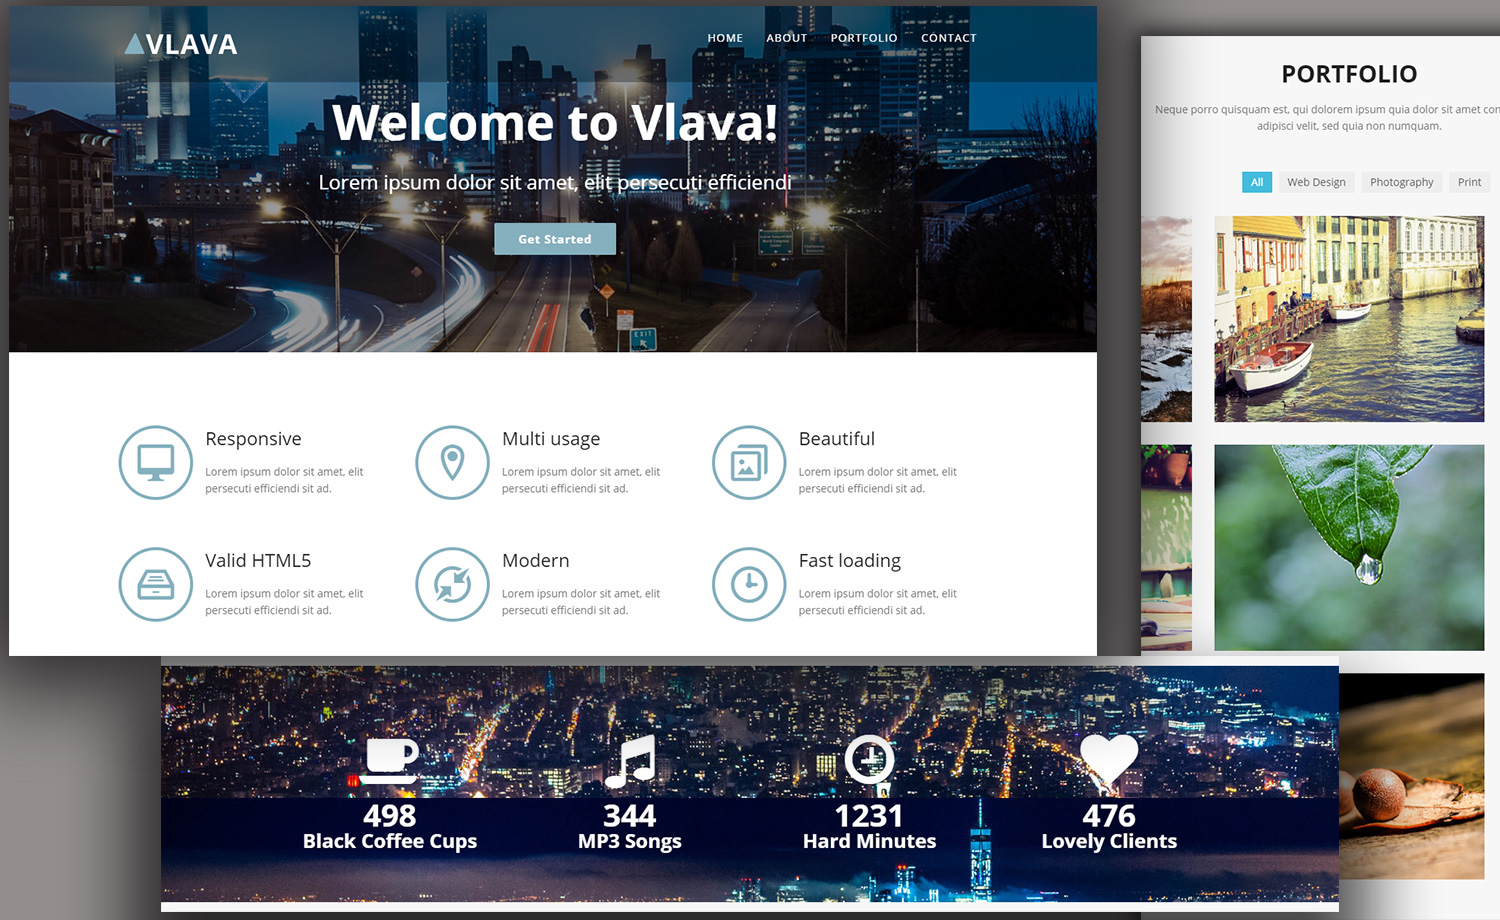 VLAVA
HOME ABOUT PORTFOLIO CONTACT
Welcome to Vlava!
Lorem ipsum dolor sit amet, elit persecuti efficiendi
Get Started
EXIT
Responsive
Lorem ipsum dolor sit amet, elit
persecuti efficiendi sit ad.
Multi usage
Lorem ipsum dolor sit amet, elit
persecuti efficiendi sit ad.
Beautiful
Lorem ipsum dolor sit amet, elit
persecuti efficiendi sit ad.
Valid HTML5
Lorem ipsum dolor sit amet, elit
persecuti efficiendi sit ad.
Modern
Lorem ipsum dolor sit amet, elit
persecuti efficiendi sit ad.
Fast loading
Lorem ipsum dolor sit amet, elit
persecuti efficiendi sit ad.
PORTFOLIO
Neque porro quisquam est, qui dolorem ipsum quia dolor sit amet con
adipisci velit, sed quia non numquam.
All Web Design Photography Print
498
Black Coffee Cups
344
MP3 Songs
1231
Hard Minutes
476
Lovely Clients